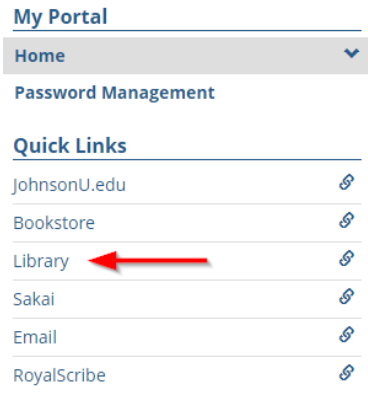 My Portal
Home
Password Management
Quick Links
JohnsonU.edu
Bookstore
Library
Sakai
Email
RoyalScribe